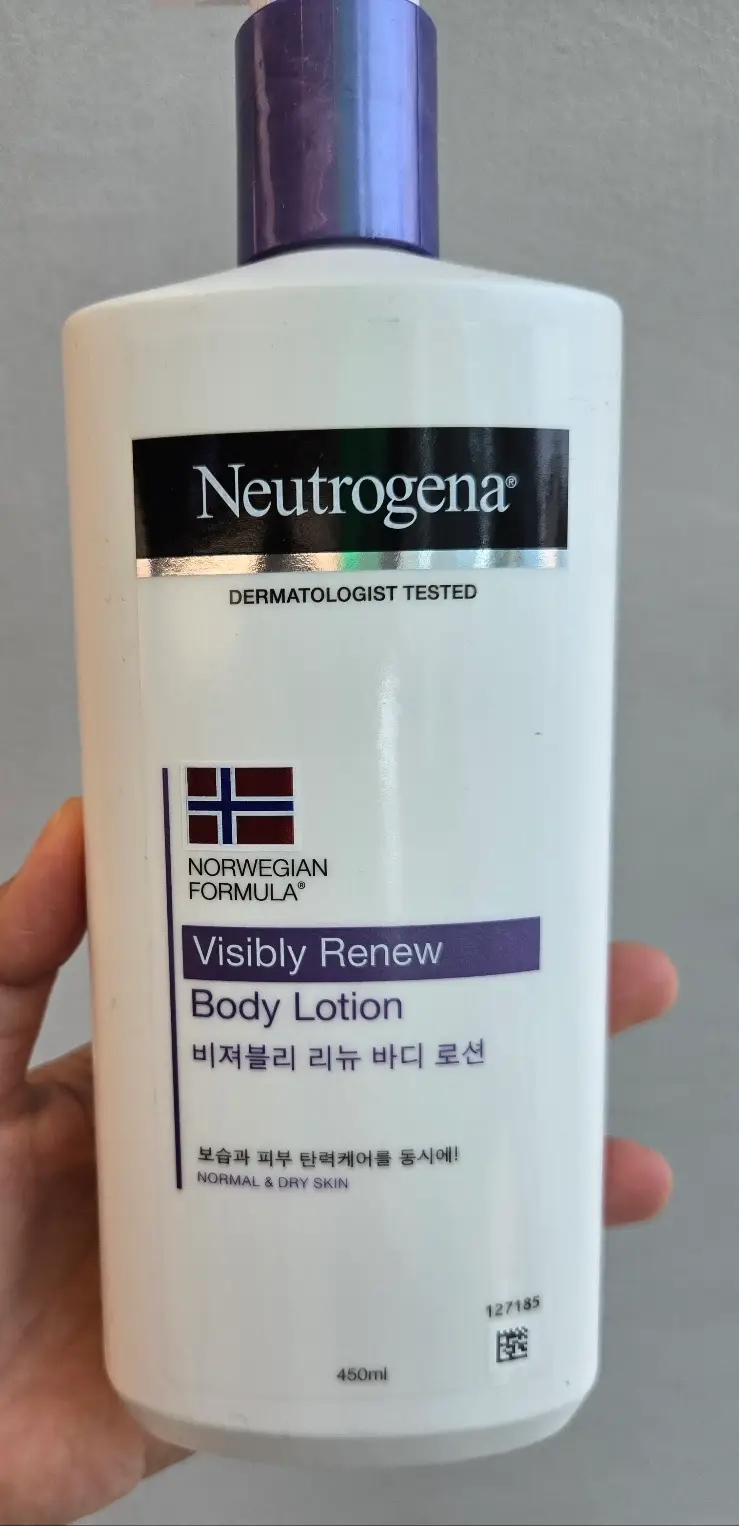 Neutrogena®
DERMATOLOGIST TESTED
NORWEGIAN
FORMULA®
Visibly Renew
Body Lotion
비져블리 리뉴 바디 로션
보습과 피부 탄력케어를 동시에!
NORMAL & DRY SKIN
127185
450ml